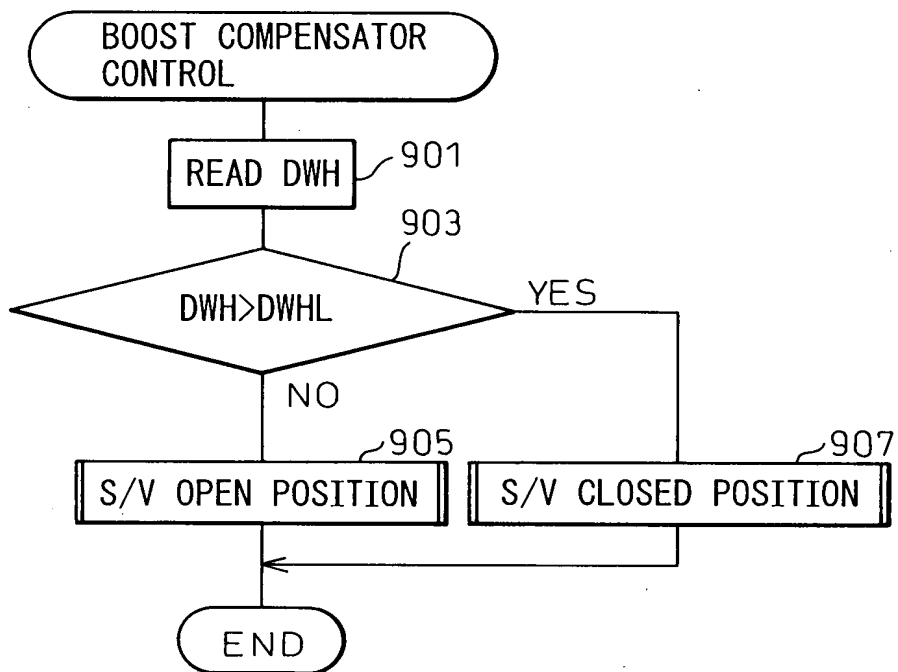 BOOST COMPENSATOR
CONTROL
READ DWH
901
903
DWH>DWHL
YES
NO
905
S/V OPEN POSITION
907
S/V CLOSED POSITION
END